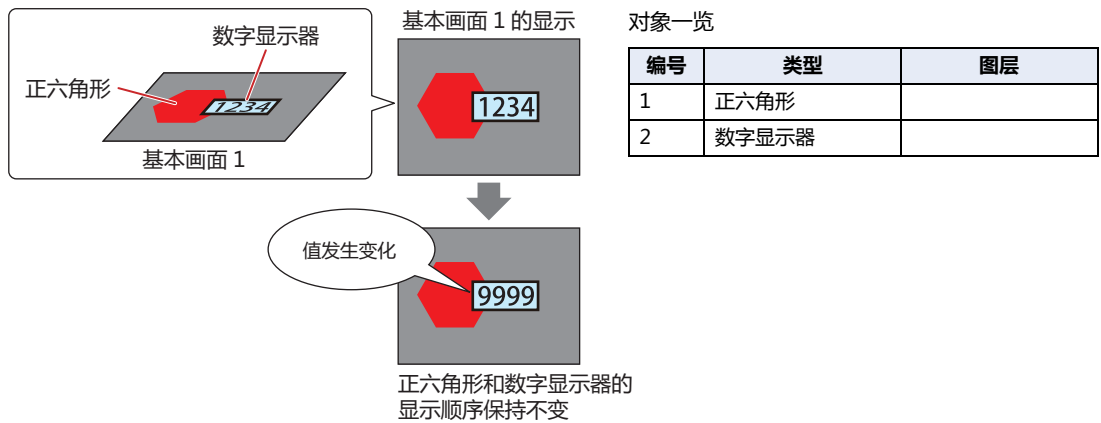 数字显示器
正六角形
1234
基本画面 1
基本画面 1 的显示
1234
值发生变化
9999
正六角形和数字显示器的
显示顺序保持不变
对象一览
编号 类型 图层
1 正六角形
2 数字显示器